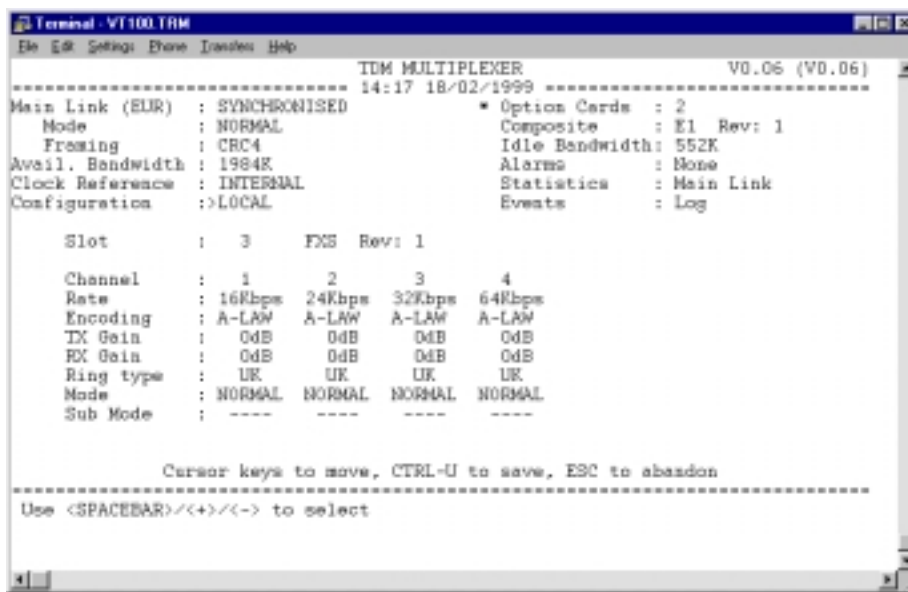 Terminal - VT100.TRM
File Edit Settings Phone Transfers Help
TDM MULTIPLEXER V0.06 (V0.06)
------------------------------ 14:17 18/02/1999 ------------------------------
Main Link (EUR) : SYNCHRONISED * Option Cards : 2
Mode : NORMAL Composite : E1 Rev: 1
Framing : CRC4 Idle Bandwidth: 552K
Avail. Bandwidth : 1984K Alarms : None
Clock Reference : INTERNAL Statistics : Main Link
Configuration :>LOCAL Events : Log
Slot : 3 FXS Rev: 1
Channel : 1 2 3 4
Rate : 16Kbps 24Kbps 32Kbps 64Kbps
Encoding : A-LAW A-LAW A-LAW A-LAW
TX Gain : 0dB 0dB 0dB 0dB
RX Gain : 0dB 0dB 0dB 0dB
Ring type : UK UK UK UK
Mode : NORMAL NORMAL NORMAL NORMAL
Sub Mode : ---- ---- ---- ----
Cursor keys to move, CTRL-U to save, ESC to abandon
------------------------------------------------------------------------------
Use <SPACEBAR>/<+>/<-> to select